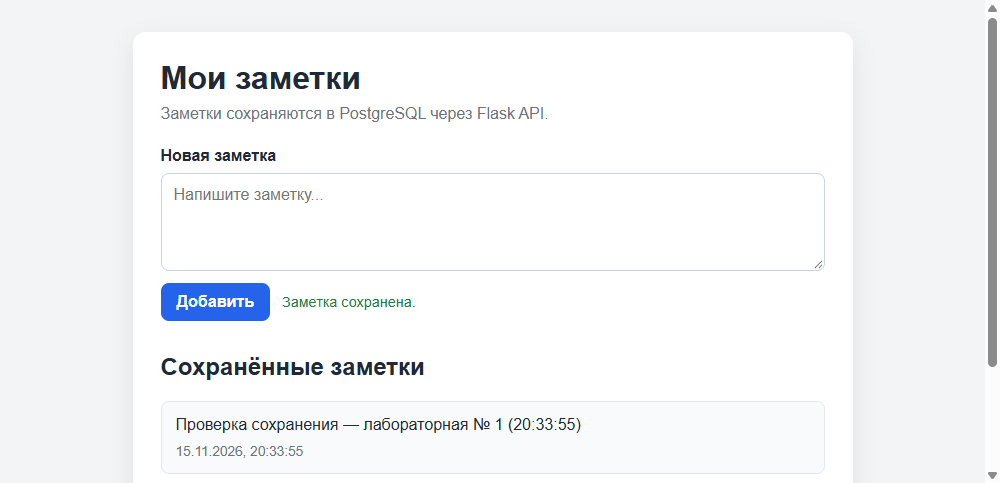 Мои заметки
Заметки сохраняются в PostgreSQL через Flask API.
Новая заметка
Напишите заметку...
Добавить
Заметка сохранена.
Сохранённые заметки
Проверка сохранения — лабораторная № 1 (20:33:55)
15.11.2026, 20:33:55